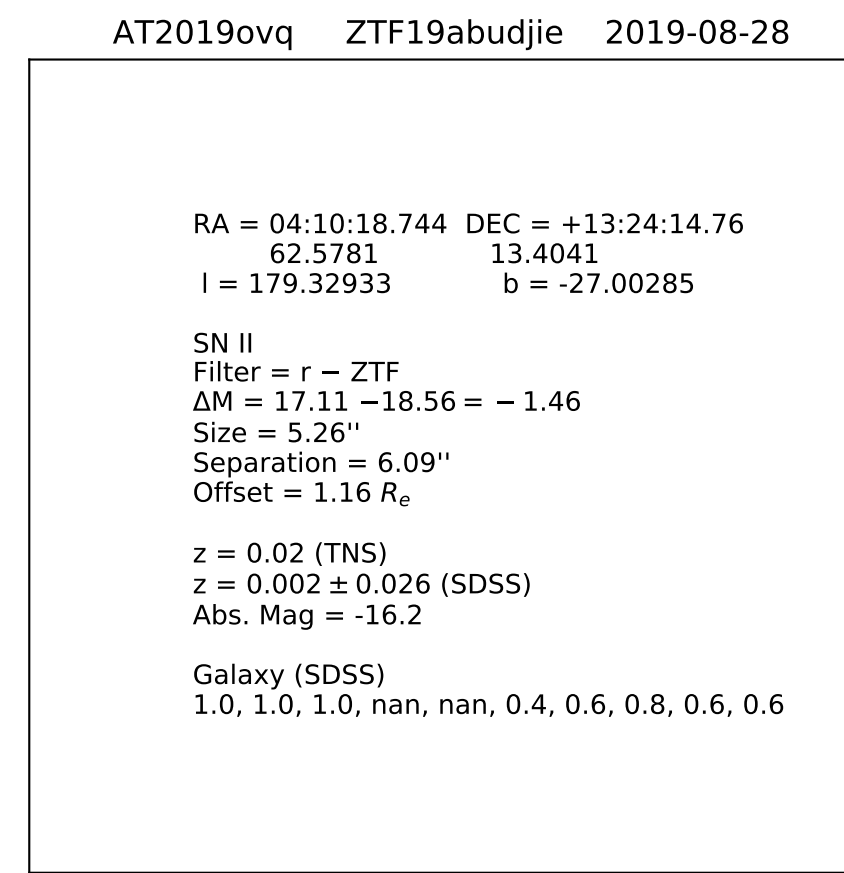 AT2019ovq ZTF19abudjie 2019-08-28
RA = 04:10:18.744 DEC = +13:24:14.76
62.5781 13.4041
l = 179.32933 b = -27.00285
SN II
Filter = r − ZTF
ΔM = 17.11 −18.56 = − 1.46
Size = 5.26''
Separation = 6.09''
Offset = 1.16 Rₑ
z = 0.02 (TNS)
z = 0.002 ± 0.026 (SDSS)
Abs. Mag = -16.2
Galaxy (SDSS)
1.0, 1.0, 1.0, nan, nan, 0.4, 0.6, 0.8, 0.6, 0.6